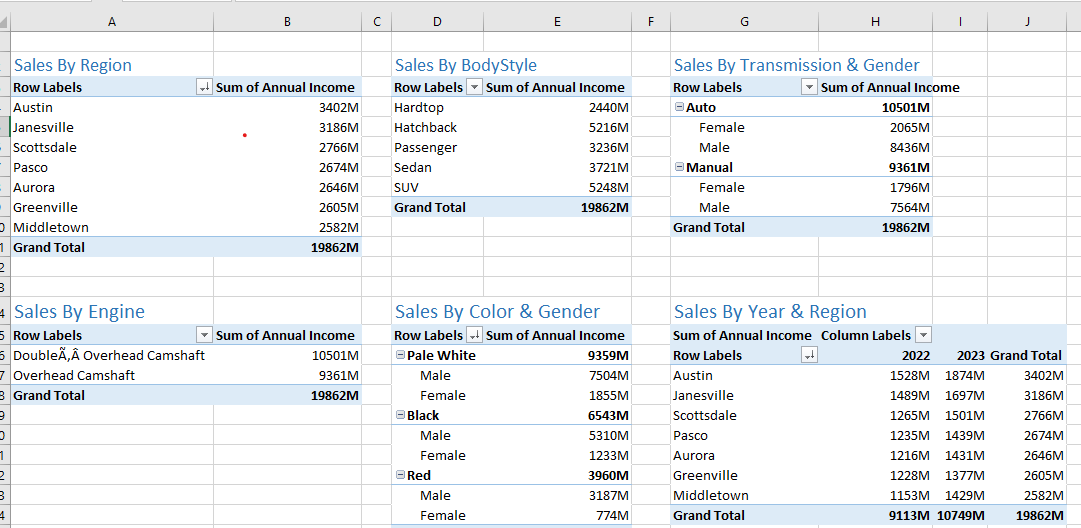 A B C D E F G H I J
Sales By Region Sales By BodyStyle Sales By Transmission & Gender
Row Labels Sum of Annual Income Row Labels Sum of Annual Income Row Labels Sum of Annual Income
Austin 3402M Hardtop 2440M Auto 10501M
Janesville 3186M Hatchback 5216M Female 2065M
Scottsdale 2766M Passenger 3236M Male 8436M
Pasco 2674M Sedan 3721M Manual 9361M
Aurora 2646M SUV 5248M Female 1796M
Greenville 2605M Grand Total 19862M Male 7564M
Middletown 2582M Grand Total 19862M
Grand Total 19862M
Sales By Engine Sales By Color & Gender Sales By Year & Region
Row Labels Sum of Annual Income Row Labels Sum of Annual Income Sum of Annual Income Column Labels
DoubleÃ‚Â Overhead Camshaft 10501M Pale White 9359M Row Labels 2022 2023 Grand Total
Overhead Camshaft 9361M Male 7504M Austin 1528M 1874M 3402M
Grand Total 19862M Female 1855M Janesville 1489M 1697M 3186M
Black 6543M Scottsdale 1265M 1501M 2766M
Male 5310M Pasco 1235M 1439M 2674M
Female 1233M Aurora 1216M 1431M 2646M
Red 3960M Greenville 1228M 1377M 2605M
Male 3187M Middletown 1153M 1429M 2582M
Female 774M Grand Total 9113M 10749M 19862M